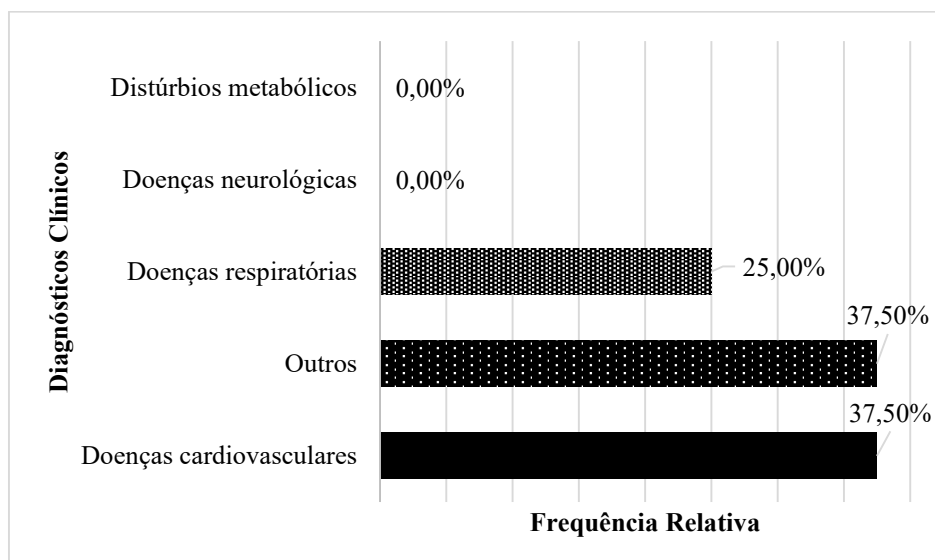 Diagnósticos Clínicos
Distúrbios metabólicos
0,00%
Doenças neurológicas
0,00%
Doenças respiratórias
25,00%
Outros
37,50%
Doenças cardiovasculares
37,50%
Frequência Relativa